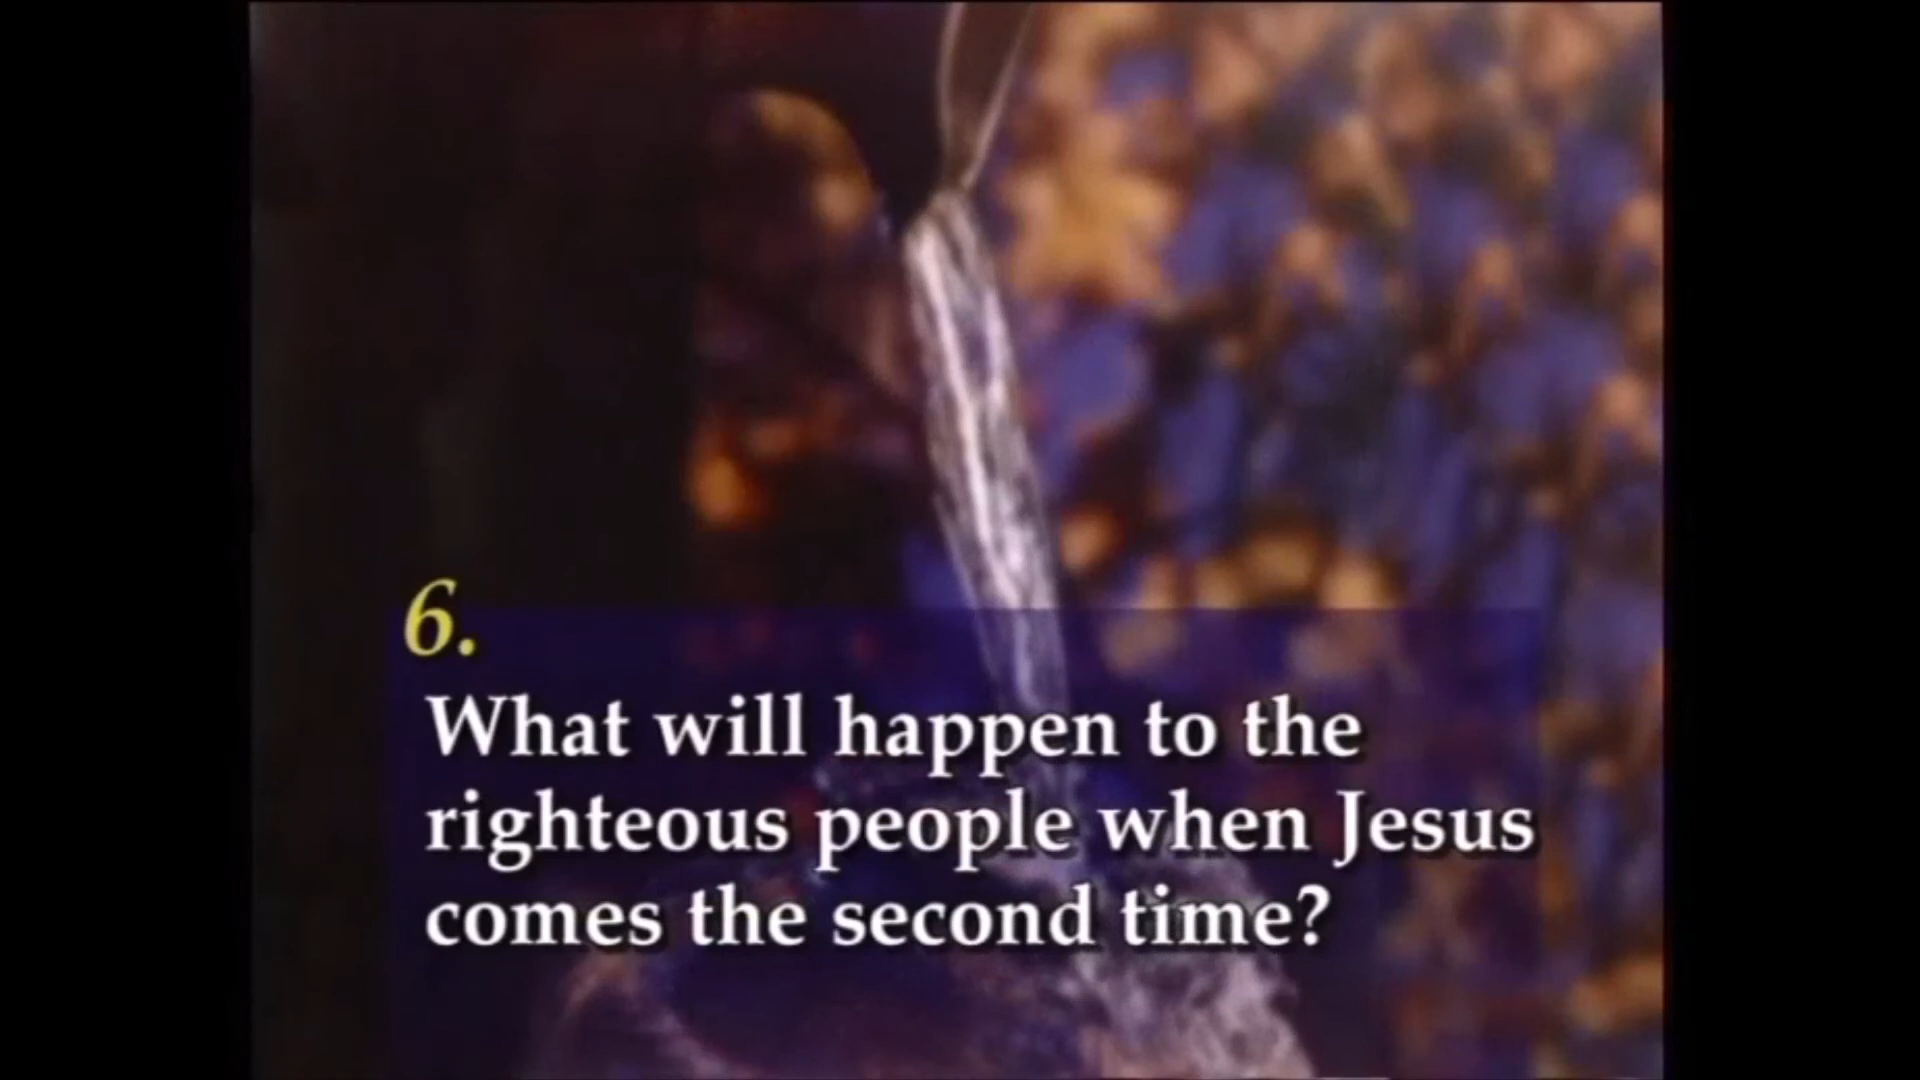 6.
What will happen to the
righteous people when Jesus
comes the second time?